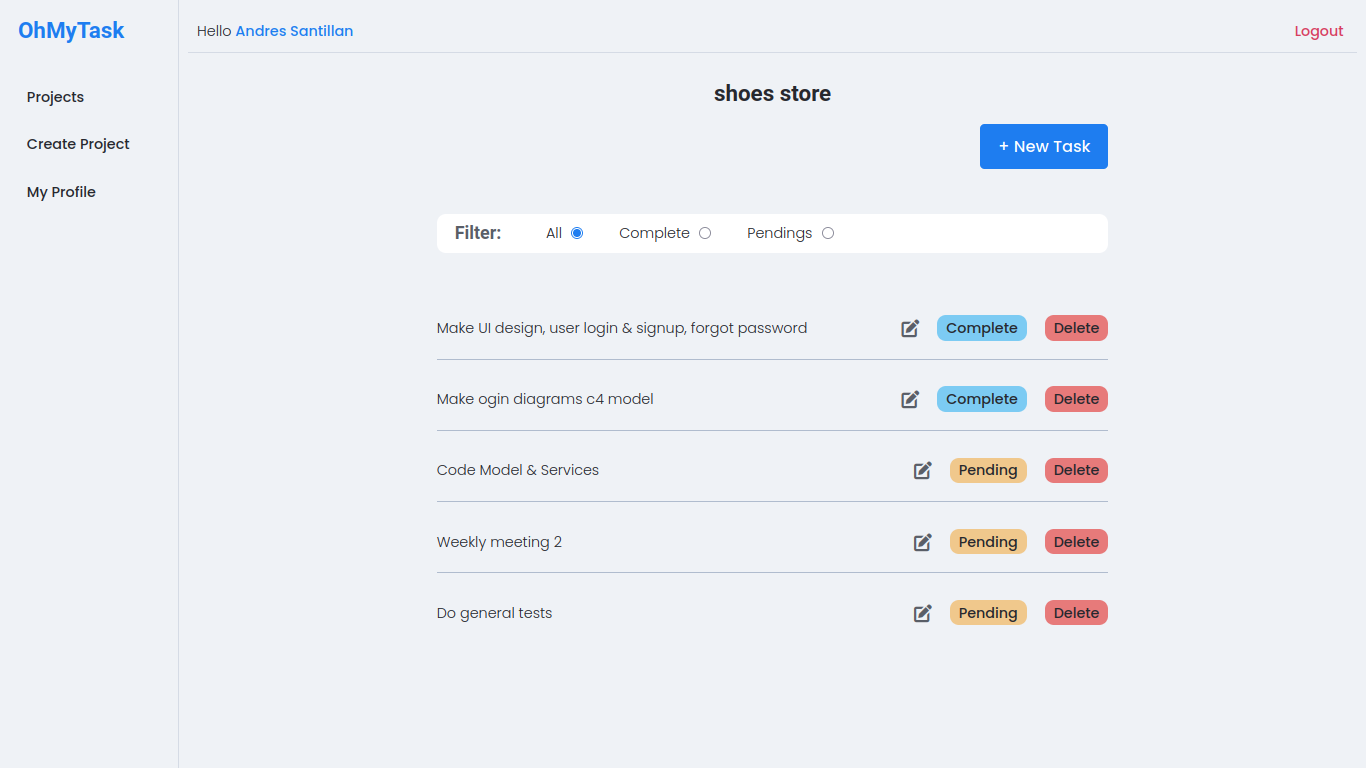 OhMyTask
Hello Andres Santillan
Logout
Projects
Create Project
My Profile
shoes store
+ New Task
Filter: All Complete Pendings
Make UI design, user login & signup, forgot password Complete Delete
Make ogin diagrams c4 model Complete Delete
Code Model & Services Pending Delete
Weekly meeting 2 Pending Delete
Do general tests Pending Delete